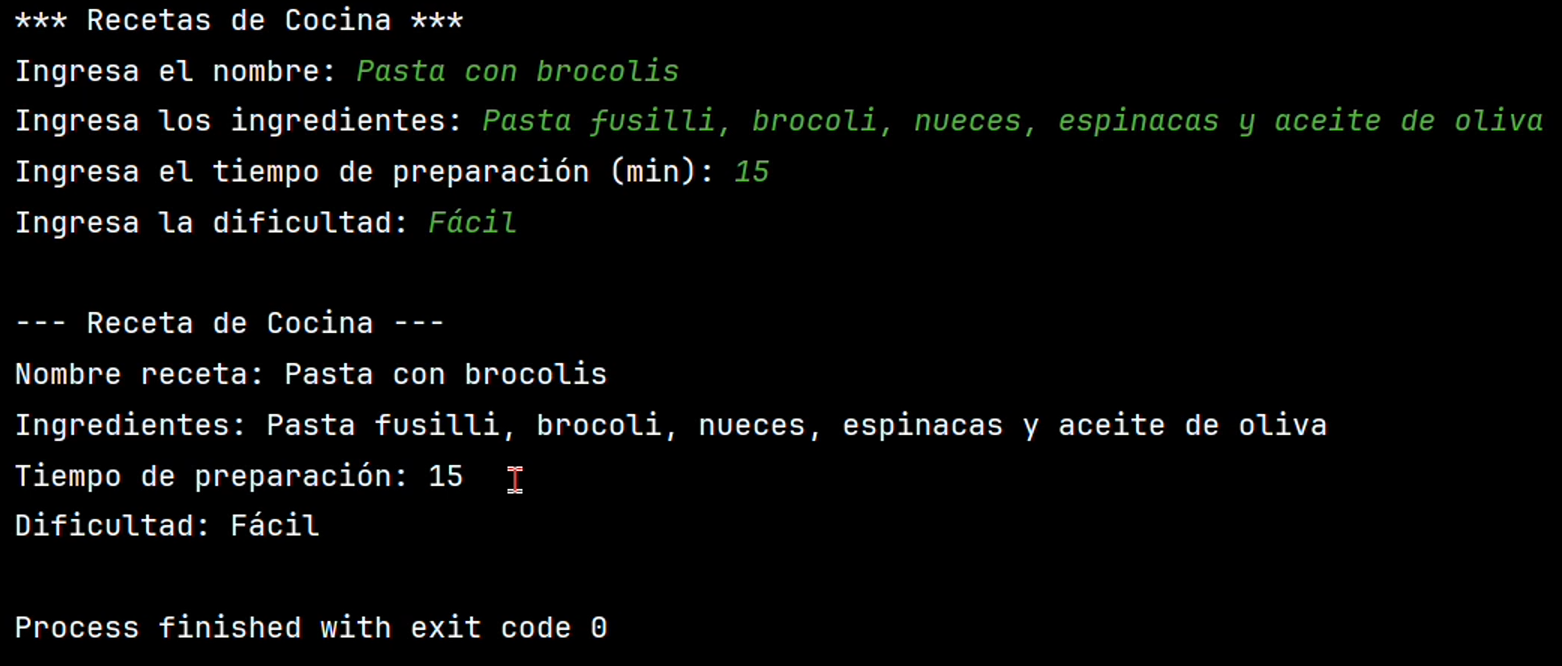 *** Recetas de Cocina ***
Ingresa el nombre: Pasta con brocolis
Ingresa los ingredientes: Pasta fusilli, brocoli, nueces, espinacas y aceite de oliva
Ingresa el tiempo de preparación (min): 15
Ingresa la dificultad: Fácil
--- Receta de Cocina ---
Nombre receta: Pasta con brocolis
Ingredientes: Pasta fusilli, brocoli, nueces, espinacas y aceite de oliva
Tiempo de preparación: 15
Dificultad: Fácil
Process finished with exit code 0